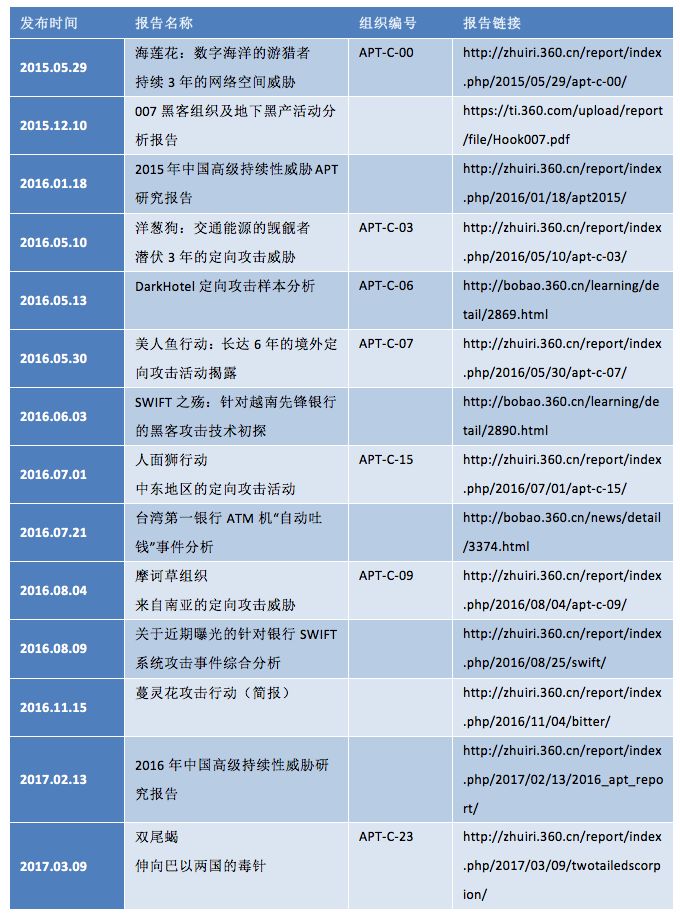 发布时间 报告名称 组织编号 报告链接
2015.05.29 海莲花：数字海洋的游猎者 APT-C-00 http://zhuiri.360.cn/report/index
持续 3 年的网络空间威胁 .php/2015/05/29/apt-c-00/
2015.12.10 007 黑客组织及地下黑产活动分 https://ti.360.com/upload/report
析报告 /file/Hook007.pdf
2016.01.18 2015 年中国高级持续性威胁 APT http://zhuiri.360.cn/report/index
研究报告 .php/2016/01/18/apt2015/
2016.05.10 洋葱狗：交通能源的觊觎者 APT-C-03 http://zhuiri.360.cn/report/index
潜伏 3 年的定向攻击威胁 .php/2016/05/10/apt-c-03/
2016.05.13 DarkHotel 定向攻击样本分析 APT-C-06 http://bobao.360.cn/learning/de
tail/2869.html
2016.05.30 美人鱼行动：长达 6 年的境外定 APT-C-07 http://zhuiri.360.cn/report/index
向攻击活动揭露 .php/2016/05/30/apt-c-07/
2016.06.03 SWIFT 之殇：针对越南先锋银行 http://bobao.360.cn/learning/de
的黑客攻击技术初探 tail/2890.html
2016.07.01 人面狮行动 APT-C-15 http://zhuiri.360.cn/report/index
中东地区的定向攻击活动 .php/2016/07/01/apt-c-15/
2016.07.21 台湾第一银行 ATM 机“自动吐 http://bobao.360.cn/news/detail
钱”事件分析 /3374.html
2016.08.04 摩诃草组织 APT-C-09 http://zhuiri.360.cn/report/index
来自南亚的定向攻击威胁 .php/2016/08/04/apt-c-09/
2016.08.09 关于近期曝光的针对银行 SWIFT http://zhuiri.360.cn/report/index
系统攻击事件综合分析 .php/2016/08/25/swift/
2016.11.15 蔓灵花攻击行动（简报） http://zhuiri.360.cn/report/index
.php/2016/11/04/bitter/
2017.02.13 2016 年中国高级持续性威胁研 http://zhuiri.360.cn/report/index
究报告 .php/2017/02/13/2016_apt_repo
rt/
2017.03.09 双尾蝎 APT-C-23 http://zhuiri.360.cn/report/index
伸向巴以两国的毒针 .php/2017/03/09/twotailedscorp
ion/